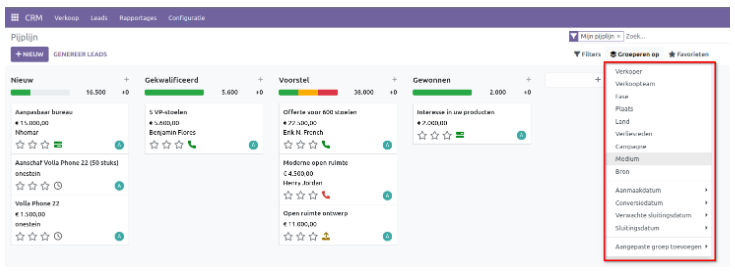 CRM Verkoop Leads Rapportages Configuratie
Pijplijn
Mijn pijplijn × Zoek...
+ NIEUW GENEREER LEADS
Filters Groeperen op Favorieten
Nieuw +
16.500 +0
Aanpasbaar bureau
€ 15.000,00
Nhomar
A
Aanschaf Volla Phone 22 (50 stuks)
onestein
A
Volla Phone 22
€ 1.500,00
onestein
A
Gekwalificeerd +
5.600 +0
5 VP-stoelen
€ 5.600,00
Benjamin Flores
A
Voorstel +
38.000 +0
Offerte voor 600 stoelen
€ 22.500,00
Erik N. French
A
Moderne open ruimte
€ 4.500,00
Henry Jordan
A
Open ruimte ontwerp
€ 11.000,00
A
Gewonnen +
2.000 +0
Interesse in uw producten
€ 2.000,00
A
+
Verkoper
Verkoopteam
Fase
Plaats
Land
Verliesreden
Campagne
Medium
Bron
Aanmaakdatum
Conversiedatum
Verwachte sluitingsdatum
Sluitingsdatum
Aangepaste groep toevoegen